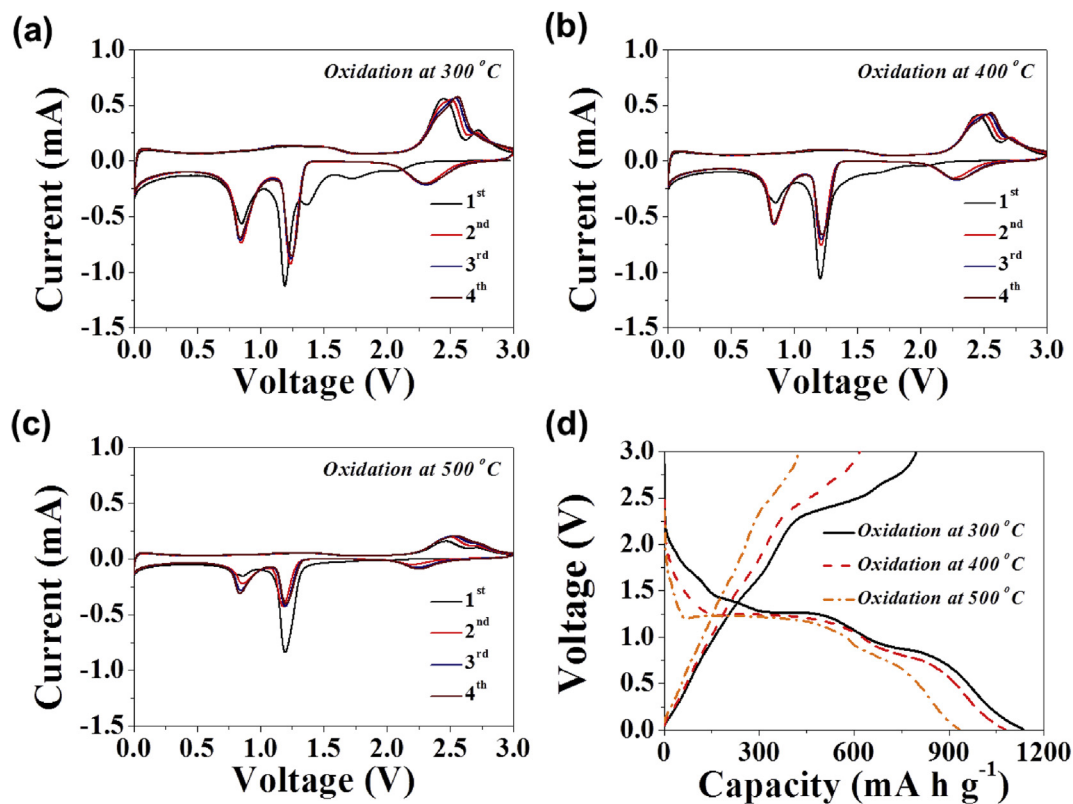 (a)
1.0
0.5
0.0
-0.5
-1.0
-1.5
Current (mA)
Oxidation at 300 °C
1st
2nd
3rd
4th
0.0 0.5 1.0 1.5 2.0 2.5 3.0
Voltage (V)
(b)
1.0
0.5
0.0
-0.5
-1.0
-1.5
Current (mA)
Oxidation at 400 °C
1st
2nd
3rd
4th
0.0 0.5 1.0 1.5 2.0 2.5 3.0
Voltage (V)
(c)
1.0
0.5
0.0
-0.5
-1.0
-1.5
Current (mA)
Oxidation at 500 °C
1st
2nd
3rd
4th
0.0 0.5 1.0 1.5 2.0 2.5 3.0
Voltage (V)
(d)
3.0
2.5
2.0
1.5
1.0
0.5
0.0
Voltage (V)
Oxidation at 300 °C
Oxidation at 400 °C
Oxidation at 500 °C
0 300 600 900 1200
Capacity (mA h g-1)